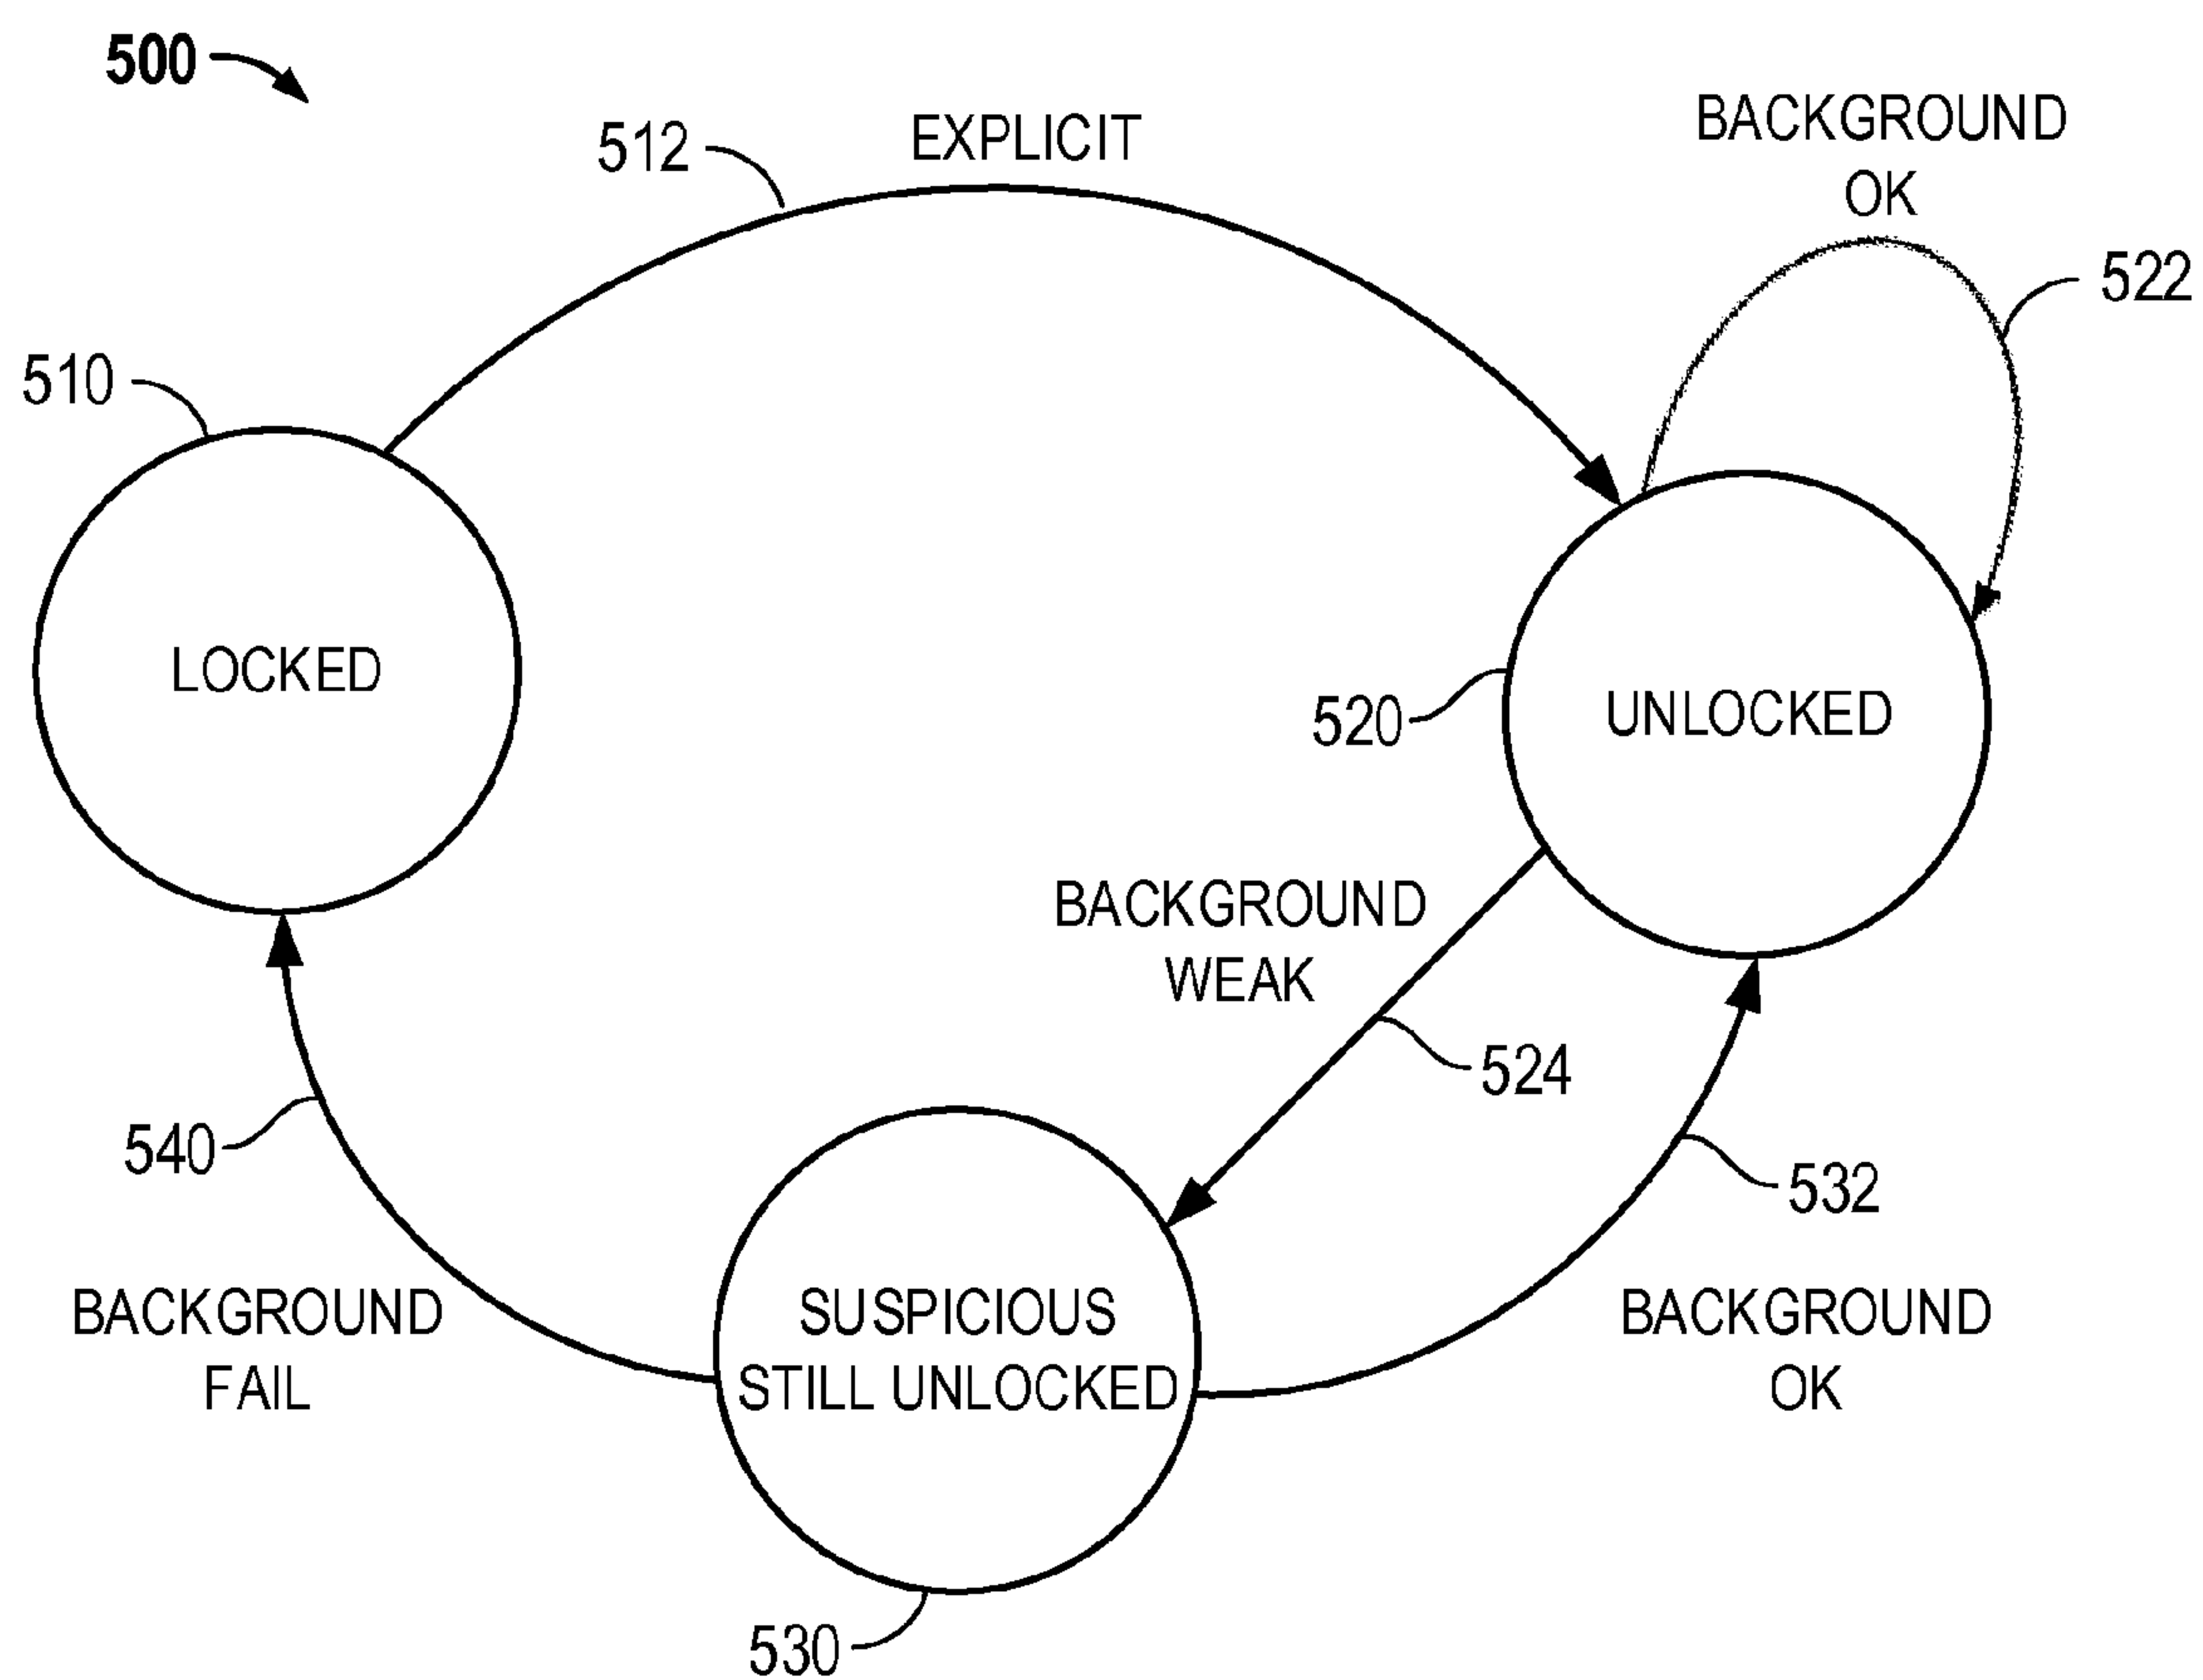 500
512
EXPLICIT
BACKGROUND
OK
522
510
LOCKED
520
UNLOCKED
BACKGROUND
WEAK
524
540
532
BACKGROUND
FAIL
SUSPICIOUS
STILL UNLOCKED
BACKGROUND
OK
530